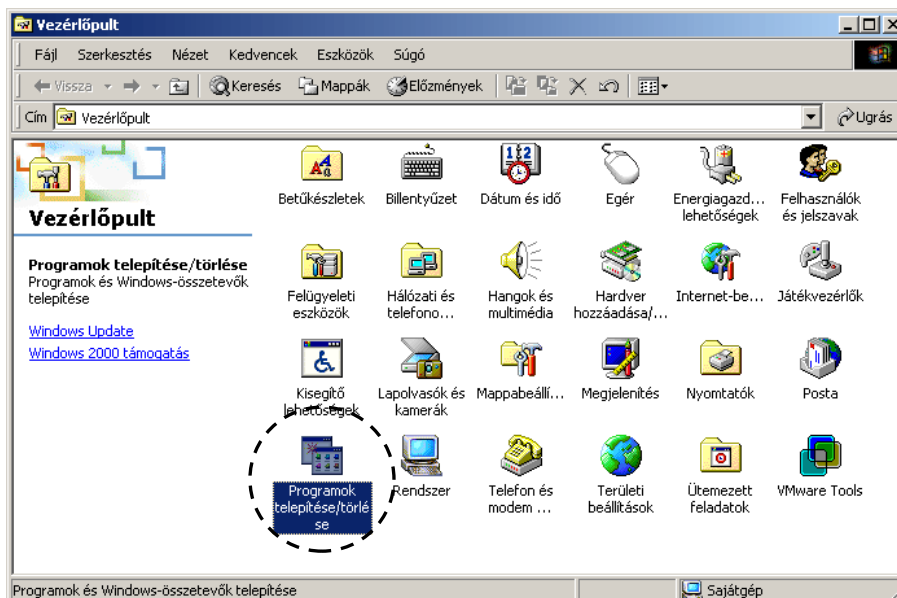 Vezérlőpult
Fájl Szerkesztés Nézet Kedvencek Eszközök Súgó
Vissza Keresés Mappák Előzmények
Cím Vezérlőpult Ugrás
Vezérlőpult
Programok telepítése/törlése
Programok és Windows-összetevők
telepítése
Windows Update
Windows 2000 támogatás
Betűkészletek Billentyűzet Dátum és idő Egér Energiagazd... Felhasználók
lehetőségek és jelszavak
Felügyeleti Hálózati és Hangok és Hardver Internet-be... Játékvezérlők
eszközök telefono... multimédia hozzáadása/...
Kisegítő Lapolvasók és Mappabeállí... Megjelenítés Nyomtatók Posta
lehetőségek kamerák
Programok Rendszer Telefon és Területi Ütemezett VMware Tools
telepítése/törlé modem ... beállítások feladatok
se
Programok és Windows-összetevők telepítése Sajátgép